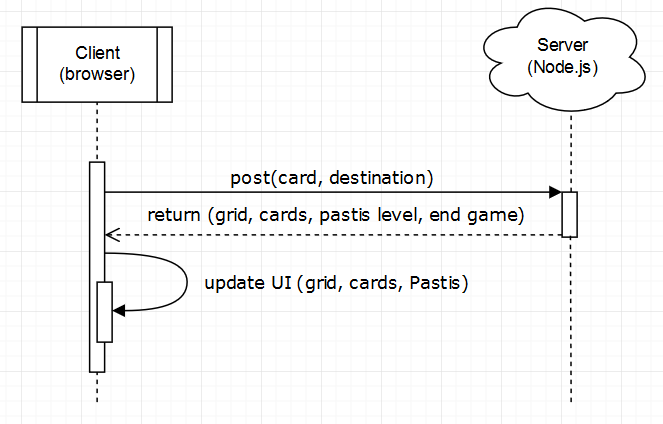 Client
(browser)
Server
(Node.js)
post(card, destination)
return (grid, cards, pastis level, end game)
update UI (grid, cards, Pastis)